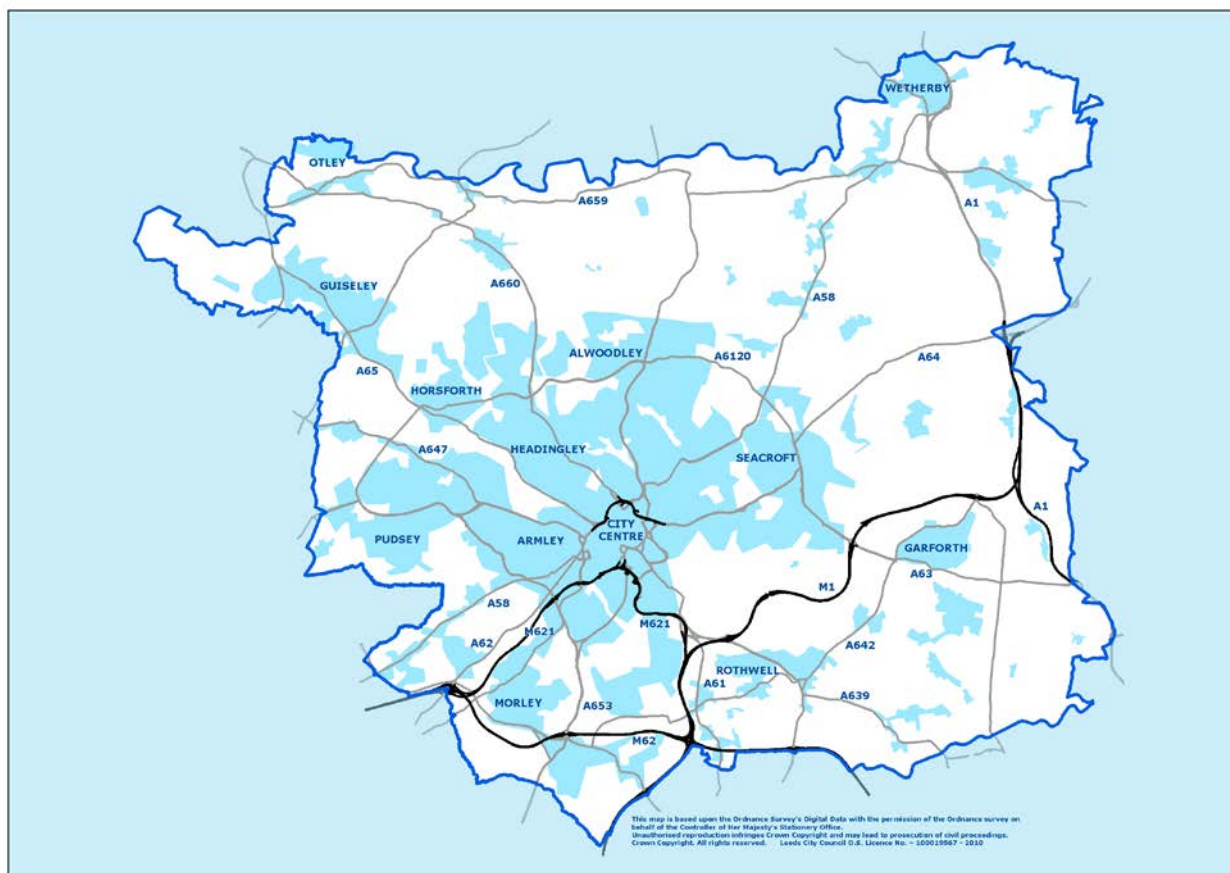 WETHERBY
OTLEY
A659
A1
GUISELEY
A660
A58
ALWOODLEY
A6120
A64
A65
HORSFORTH
A647
HEADINGLEY
SEACROFT
A1
CITY
CENTRE
PUDSEY
ARMLEY
GARFORTH
A63
M1
A58
M621
M621
A62
A642
ROTHWELL
A61
A639
MORLEY
A653
M62
This map is based upon the Ordnance Survey's Digital Data with the permission of the Ordnance survey on
behalf of the Controller of Her Majesty's Stationery Office.
Unauthorised reproduction infringes Crown Copyright and may lead to prosecution of civil proceedings.
Crown Copyright. All rights reserved. Leeds City Council O.S. Licence No. – 100019567 - 2010